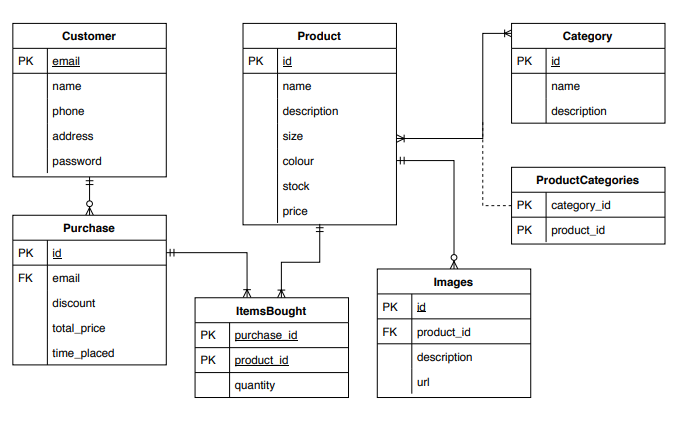 Customer
PK email
name
phone
address
password
Product
PK id
name
description
size
colour
stock
price
Category
PK id
name
description
ProductCategories
PK category_id
PK product_id
Purchase
PK id
FK email
discount
total_price
time_placed
ItemsBought
PK purchase_id
PK product_id
quantity
Images
PK id
FK product_id
description
url